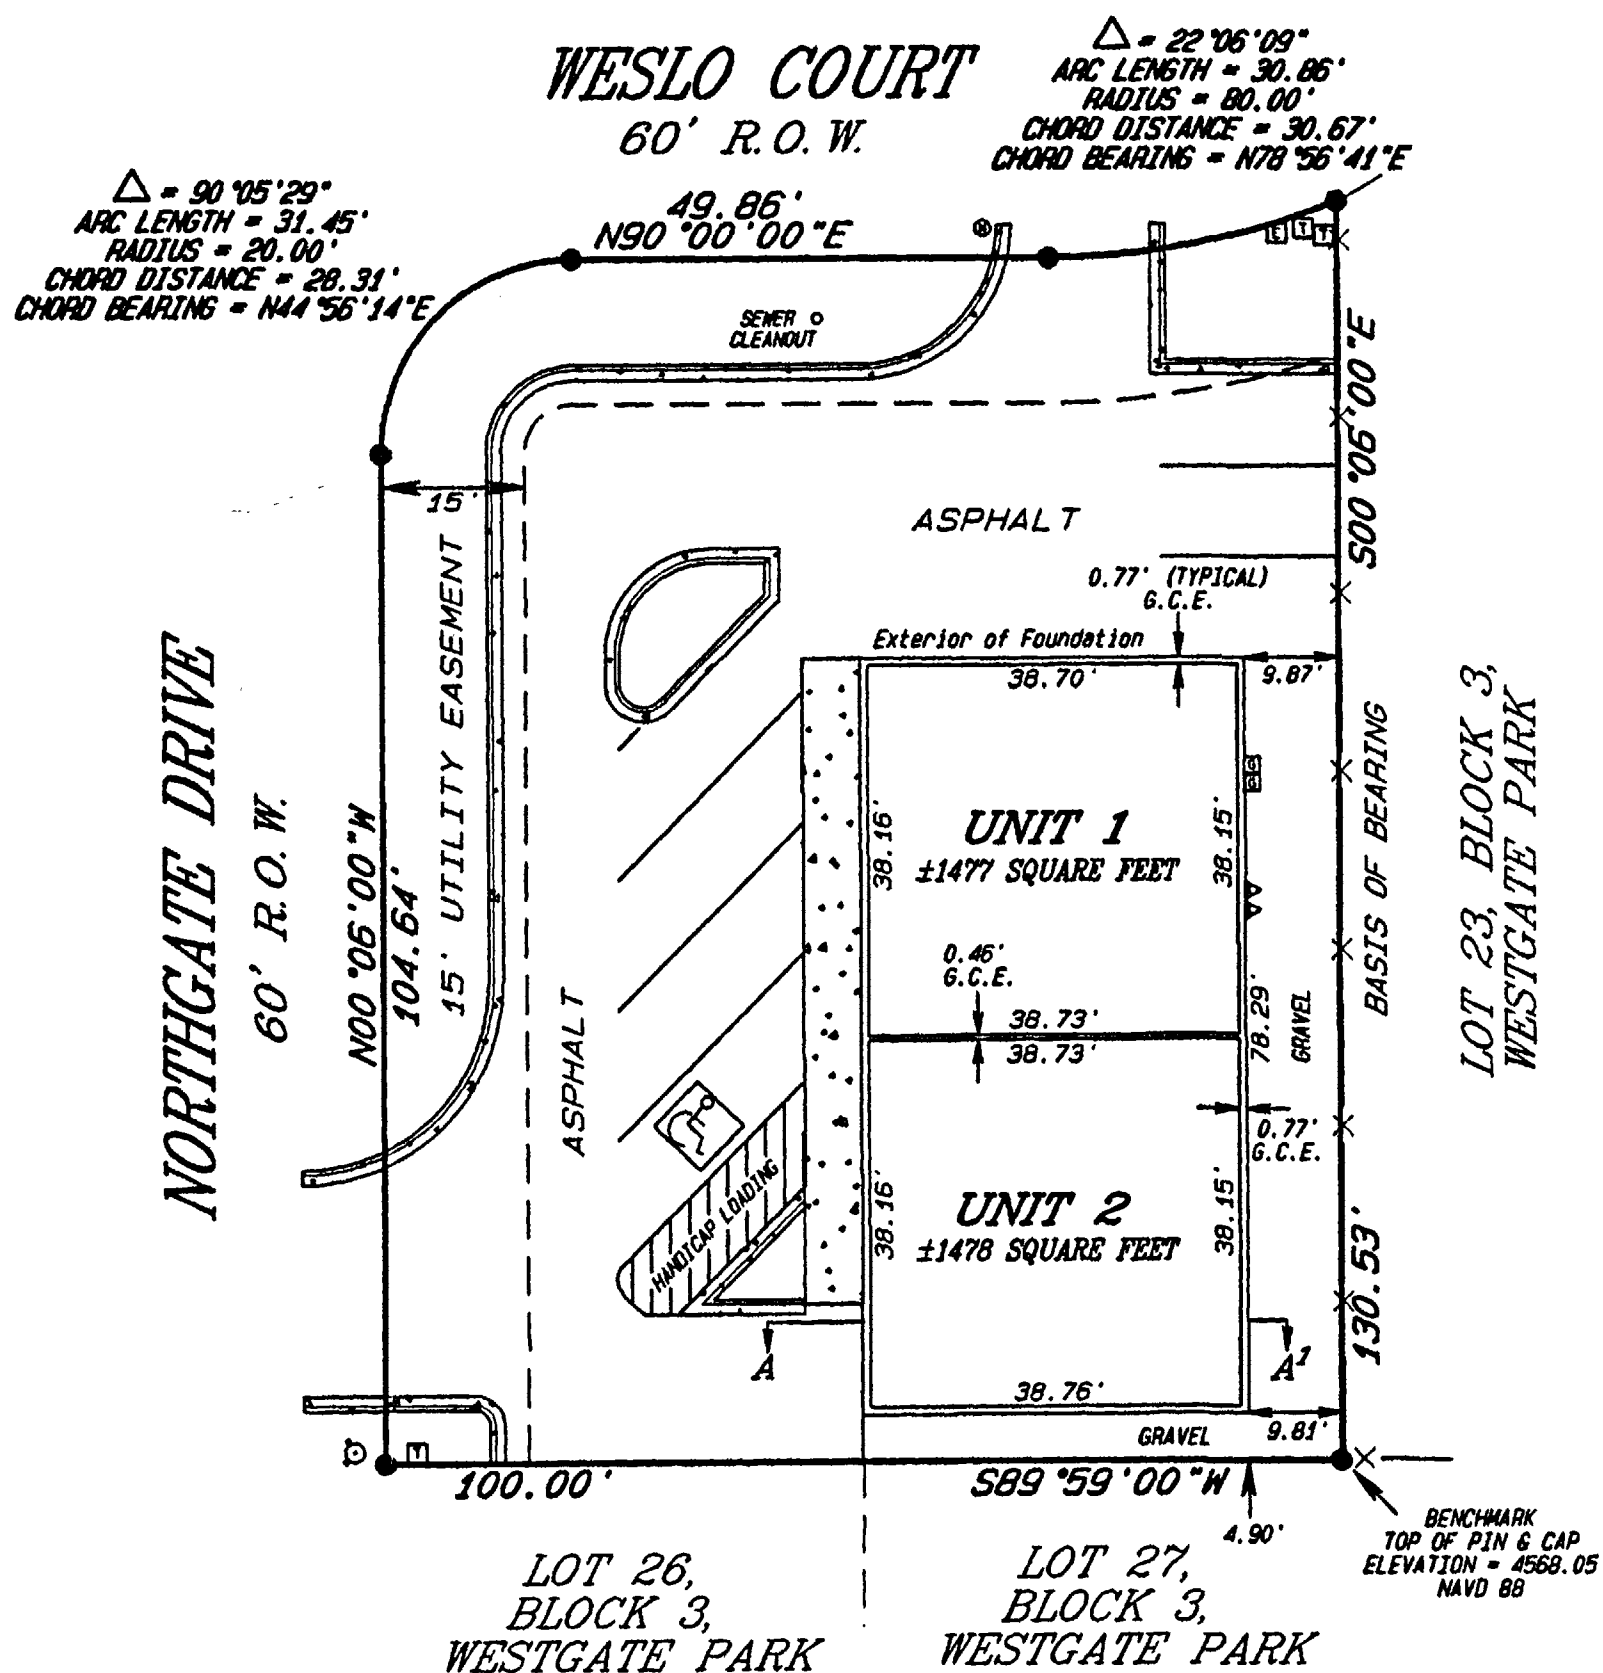 WESLO COURT
60' R.O.W.
△ = 22°06'09"
ARC LENGTH = 30.86'
RADIUS = 80.00'
CHORD DISTANCE = 30.67'
CHORD BEARING = N78°56'41"E
△ = 90°05'29"
ARC LENGTH = 31.45'
RADIUS = 20.00'
CHORD DISTANCE = 28.31'
CHORD BEARING = N44°56'14"E
49.86'
N90°00'00"E
E T T
SEWER
CLEANOUT
S00°06'00"E
130.53'
15'
15' UTILITY EASEMENT
ASPHALT
0.77' (TYPICAL)
G.C.E.
Exterior of Foundation
38.70'
9.87'
NORTHGATE DRIVE
60' R.O.W.
N00°06'00"W
104.64'
38.16'
UNIT 1
±1477 SQUARE FEET
38.15'
BASIS OF BEARING
LOT 23, BLOCK 3,
WESTGATE PARK
0.46'
G.C.E.
38.73'
38.73'
78.29'
GRAVEL
ASPHALT
0.77'
G.C.E.
HANDICAP LOADING
38.16'
UNIT 2
±1478 SQUARE FEET
38.15'
A
A1
38.76'
GRAVEL
9.81'
T
100.00'
S89°59'00"W
4.90'
BENCHMARK
TOP OF PIN & CAP
ELEVATION = 4568.05
NAVD 88
LOT 26,
BLOCK 3,
WESTGATE PARK
LOT 27,
BLOCK 3,
WESTGATE PARK